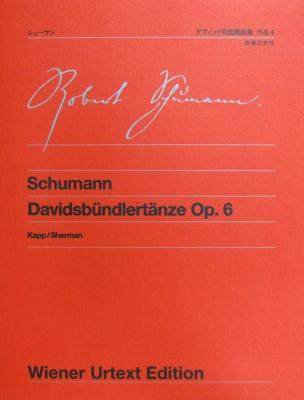 シューマン
ダヴィット同盟舞曲集 作品6
音楽之友社
Robert Schumann.
Schumann
Davidsbündlertänze Op. 6
Kapp/Sherman
Wiener Urtext Edition